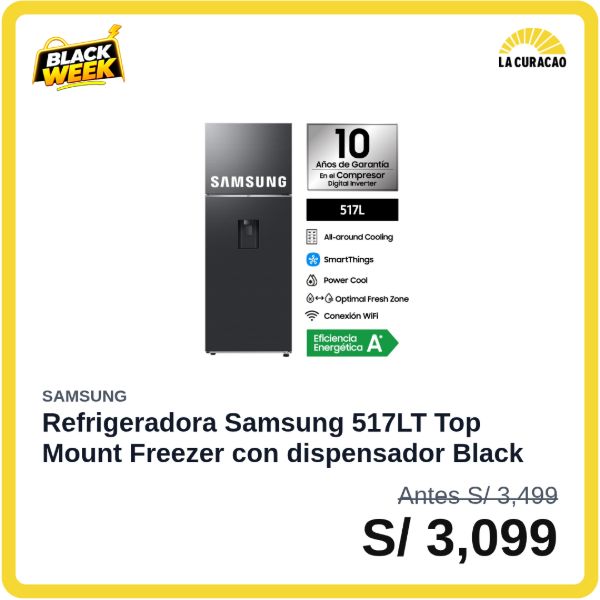 BLACK
WEEK
LA CURACAO
SAMSUNG
10
Años de Garantía
En el Compresor
Digital Inverter
517L
All-around Cooling
SmartThings
Power Cool
Optimal Fresh Zone
Conexión WiFi
Eficiencia
Energética A*
SAMSUNG
Refrigeradora Samsung 517LT Top
Mount Freezer con dispensador Black
Antes S/ 3,499
S/ 3,099